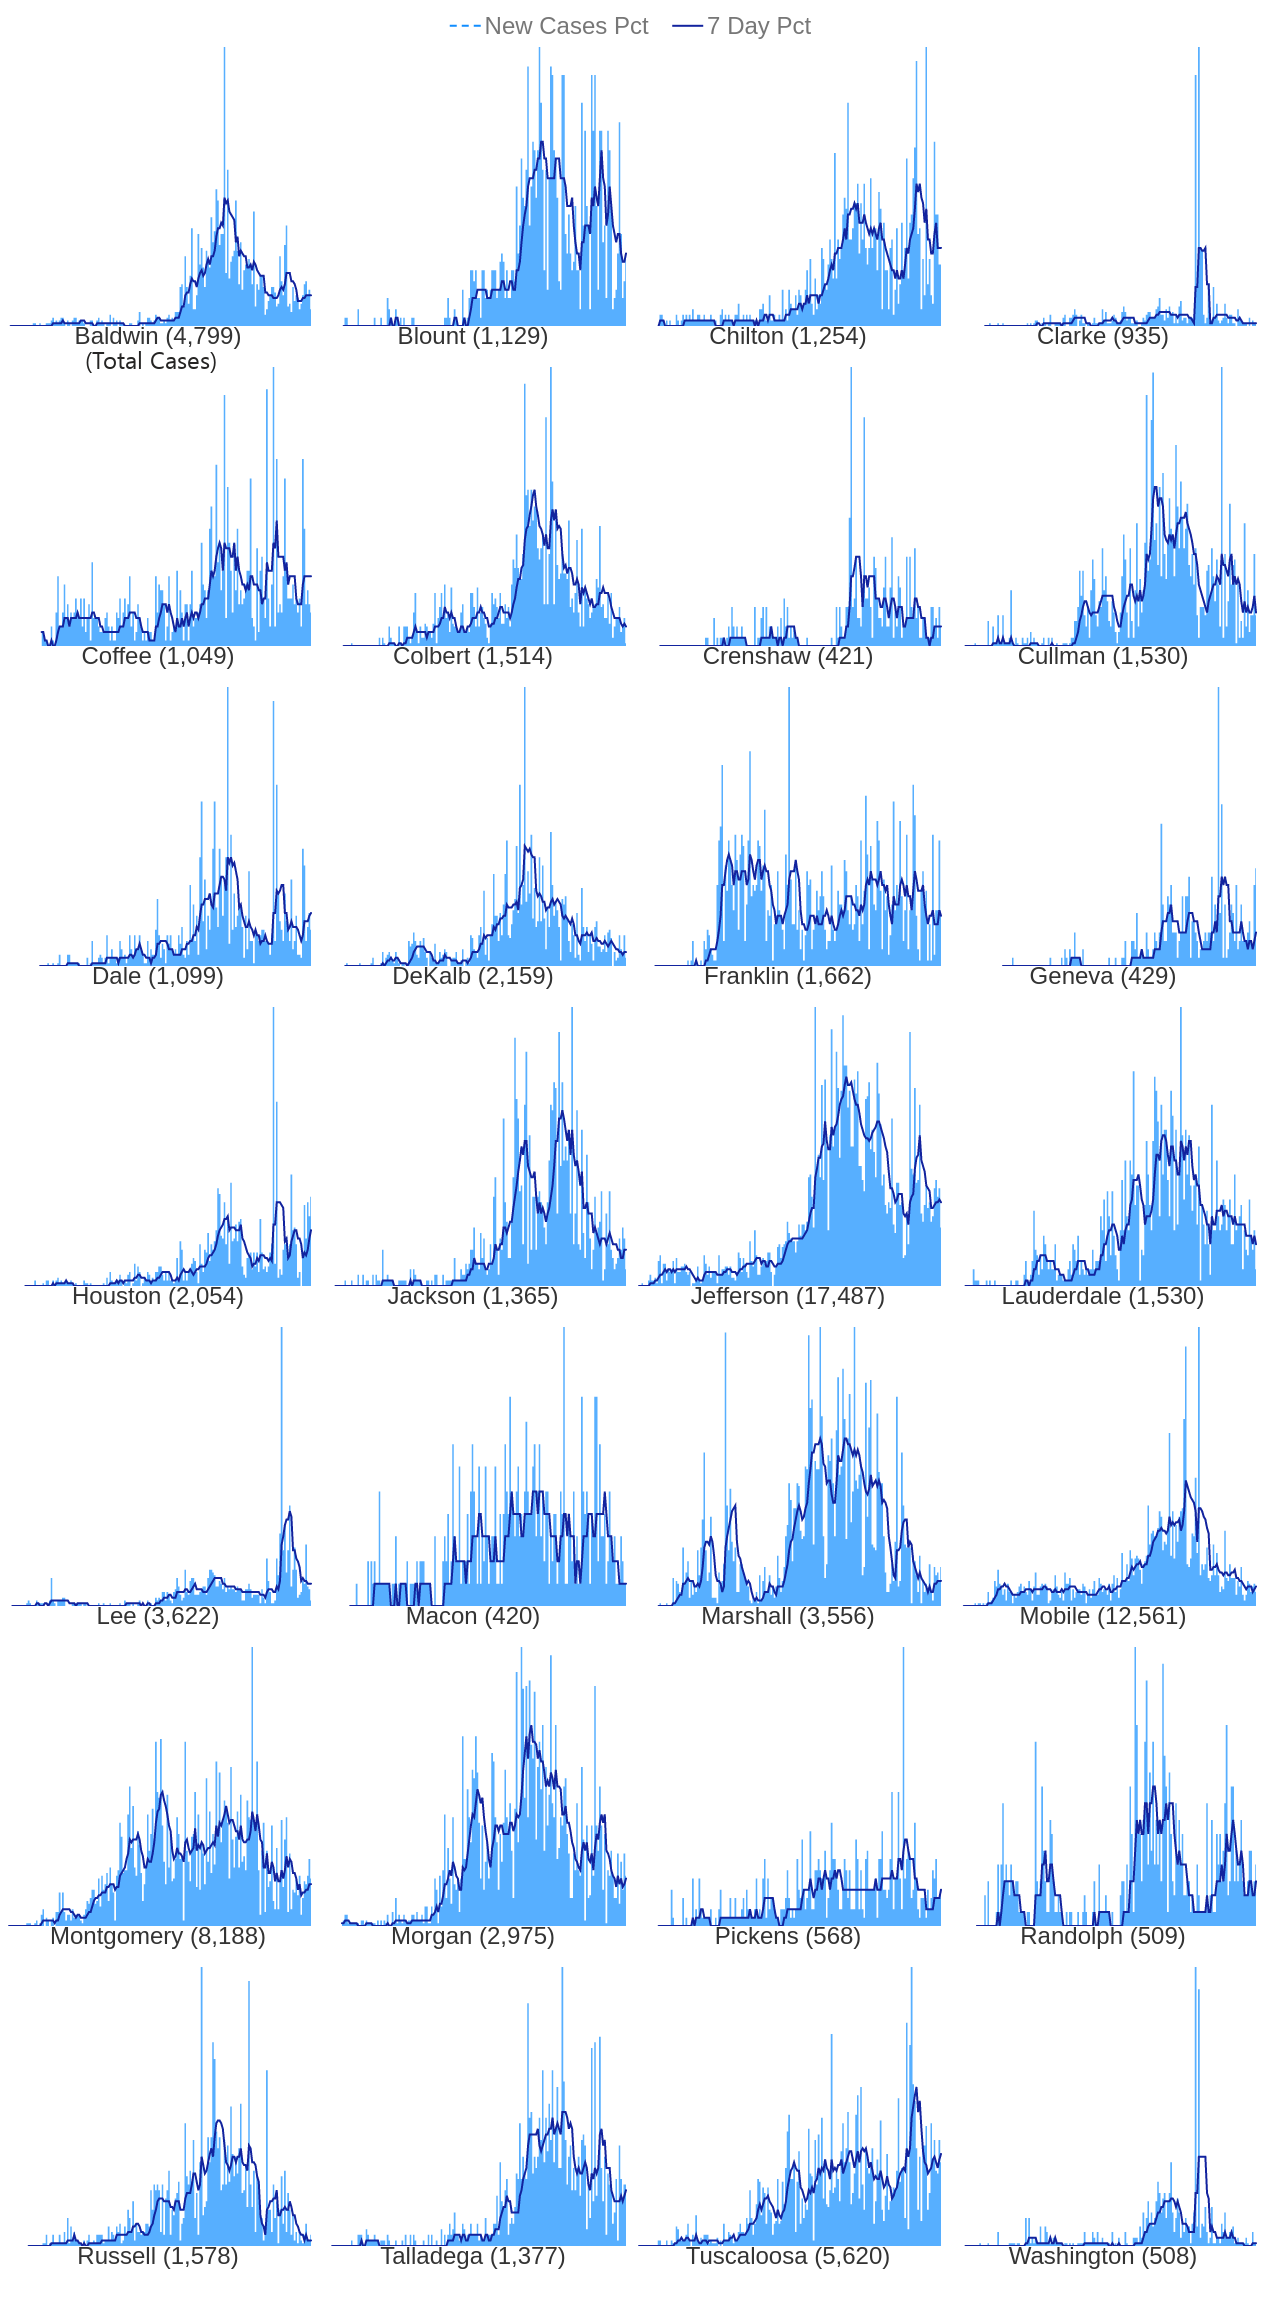 New Cases Pct 7 Day Pct
Baldwin (4,799) Blount (1,129) Chilton (1,254) Clarke (935)
(Total Cases)
Coffee (1,049) Colbert (1,514) Crenshaw (421) Cullman (1,530)
Dale (1,099) DeKalb (2,159) Franklin (1,662) Geneva (429)
Houston (2,054) Jackson (1,365) Jefferson (17,487) Lauderdale (1,530)
Lee (3,622) Macon (420) Marshall (3,556) Mobile (12,561)
Montgomery (8,188) Morgan (2,975) Pickens (568) Randolph (509)
Russell (1,578) Talladega (1,377) Tuscaloosa (5,620) Washington (508)